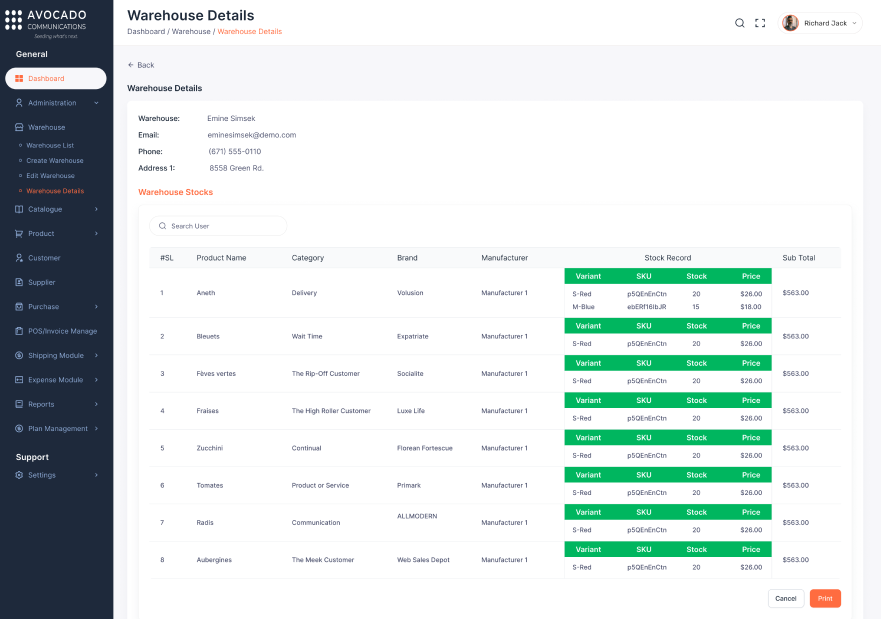 AVOCADO
COMMUNICATIONS
Seeding what's next
General
Dashboard
Administration
Warehouse
Warehouse List
Create Warehouse
Edit Warehouse
Warehouse Details
Catalogue
Product
Customer
Supplier
Purchase
POS/Invoice Manage
Shipping Module
Expense Module
Reports
Plan Management
Support
Settings
Warehouse Details
Dashboard / Warehouse / Warehouse Details
Richard Jack
Back
Warehouse Details
Warehouse: Emine Simsek
Email: eminesimsek@demo.com
Phone: (671) 555-0110
Address 1: 8558 Green Rd.
Warehouse Stocks
Search User
#SL Product Name Category Brand Manufacturer Stock Record Sub Total
Variant SKU Stock Price
1 Aneth Delivery Volusion Manufacturer 1 $563.00
S-Red p5QEnEnCtn 20 $26.00
M-Blue ebERf16IbJR 15 $18.00
Variant SKU Stock Price
2 Bleuets Wait Time Expatriate Manufacturer 1 $563.00
S-Red p5QEnEnCtn 20 $26.00
Variant SKU Stock Price
3 Fèves vertes The Rip-Off Customer Socialite Manufacturer 1 $563.00
S-Red p5QEnEnCtn 20 $26.00
Variant SKU Stock Price
4 Fraises The High Roller Customer Luxe Life Manufacturer 1 $563.00
S-Red p5QEnEnCtn 20 $26.00
Variant SKU Stock Price
5 Zucchini Continual Florean Fortescue Manufacturer 1 $563.00
S-Red p5QEnEnCtn 20 $26.00
Variant SKU Stock Price
6 Tomates Product or Service Primark Manufacturer 1 $563.00
S-Red p5QEnEnCtn 20 $26.00
Variant SKU Stock Price
7 Radis Communication ALLMODERN Manufacturer 1 $563.00
S-Red p5QEnEnCtn 20 $26.00
Variant SKU Stock Price
8 Aubergines The Meek Customer Web Sales Depot Manufacturer 1 $563.00
S-Red p5QEnEnCtn 20 $26.00
Cancel Print